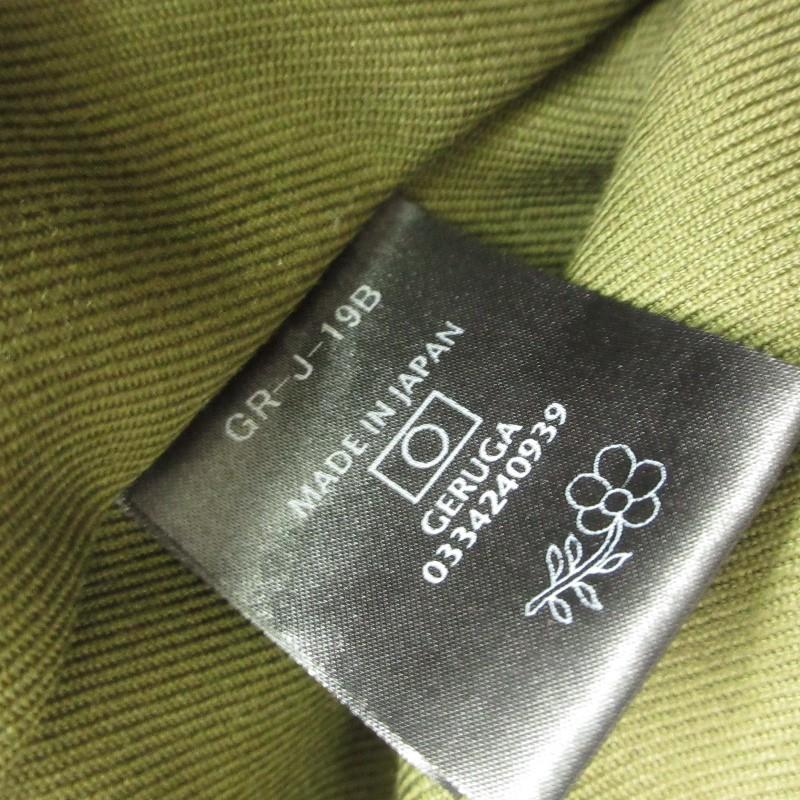 GR-J-19B
MADE IN JAPAN
GERUGA
0334240939